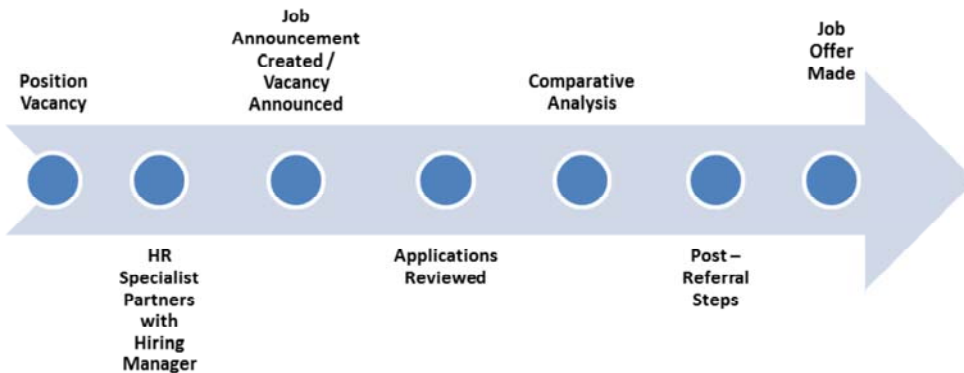 Position
Vacancy
HR
Specialist
Partners
with
Hiring
Manager
Job
Announcement
Created /
Vacancy
Announced
Applications
Reviewed
Comparative
Analysis
Post –
Referral
Steps
Job
Offer
Made